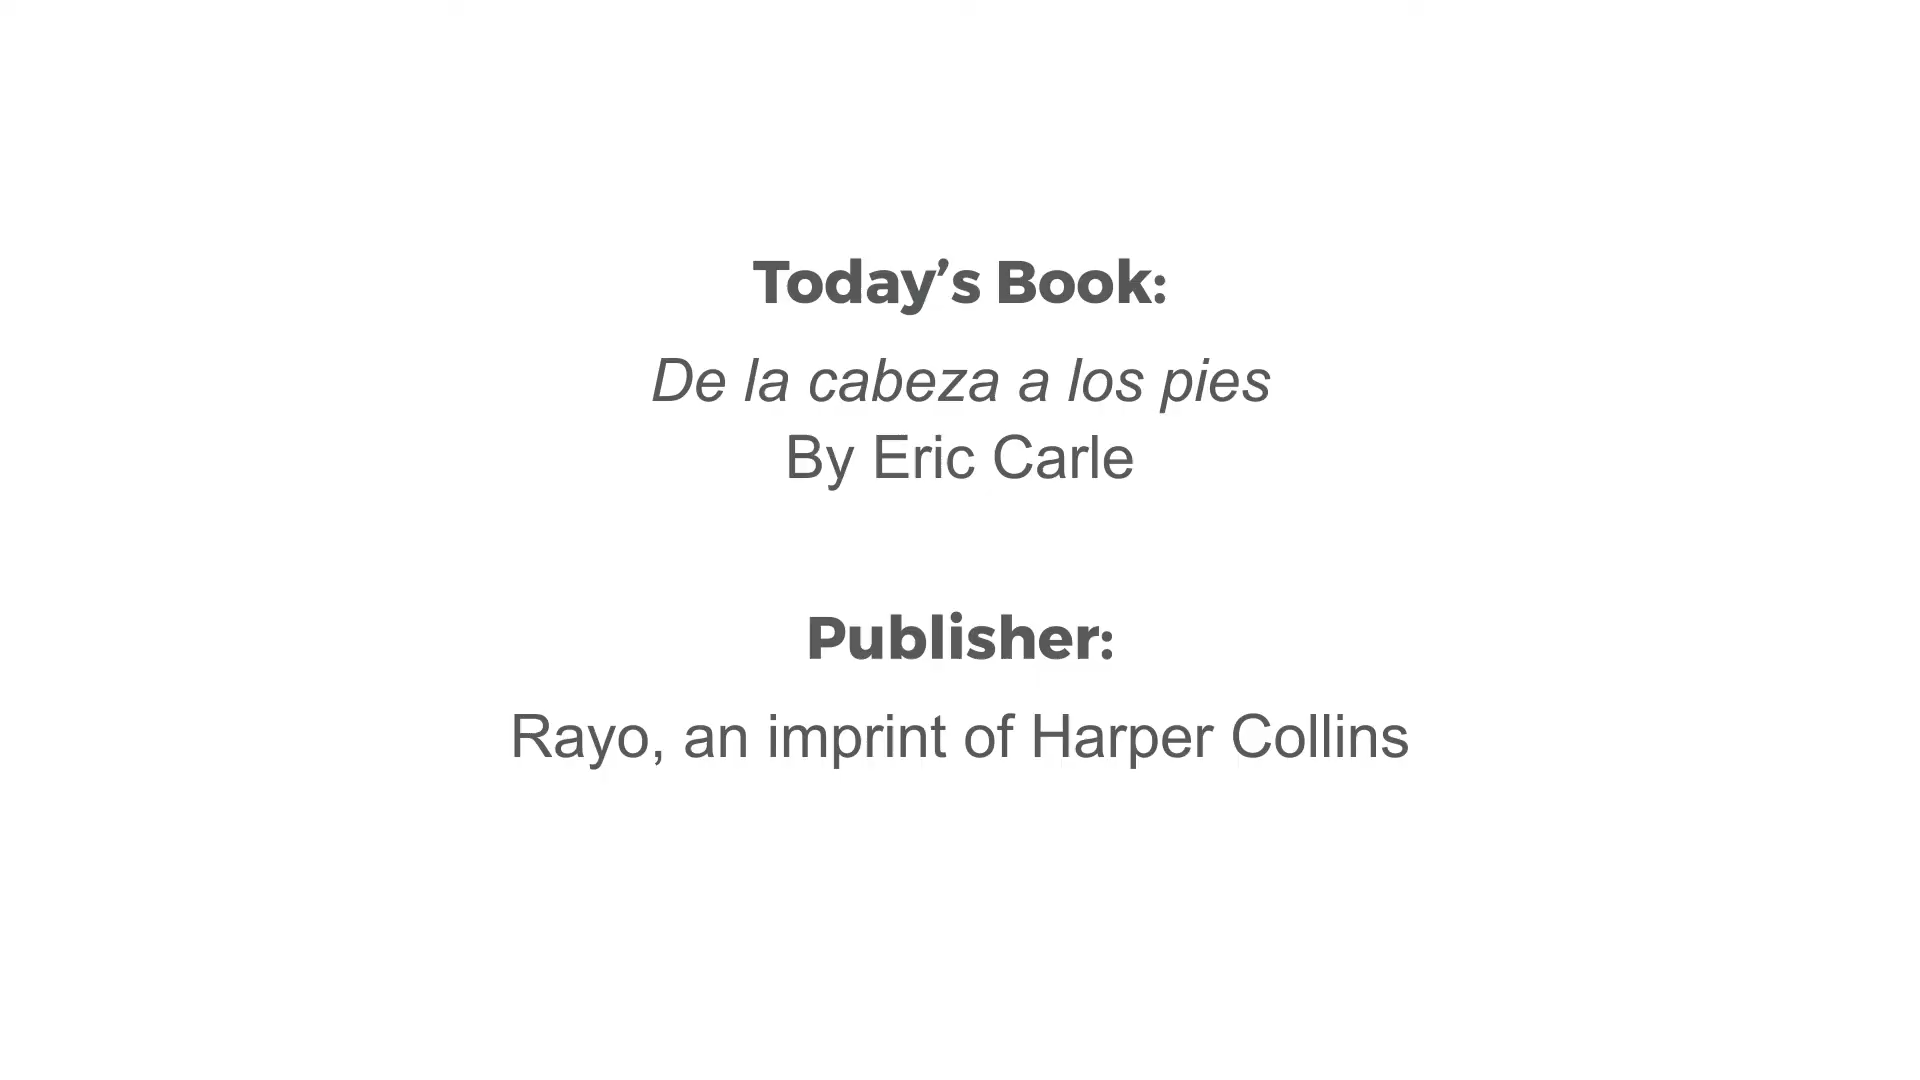 Today’s Book:
De la cabeza a los pies
By Eric Carle
Publisher:
Rayo, an imprint of Harper Collins